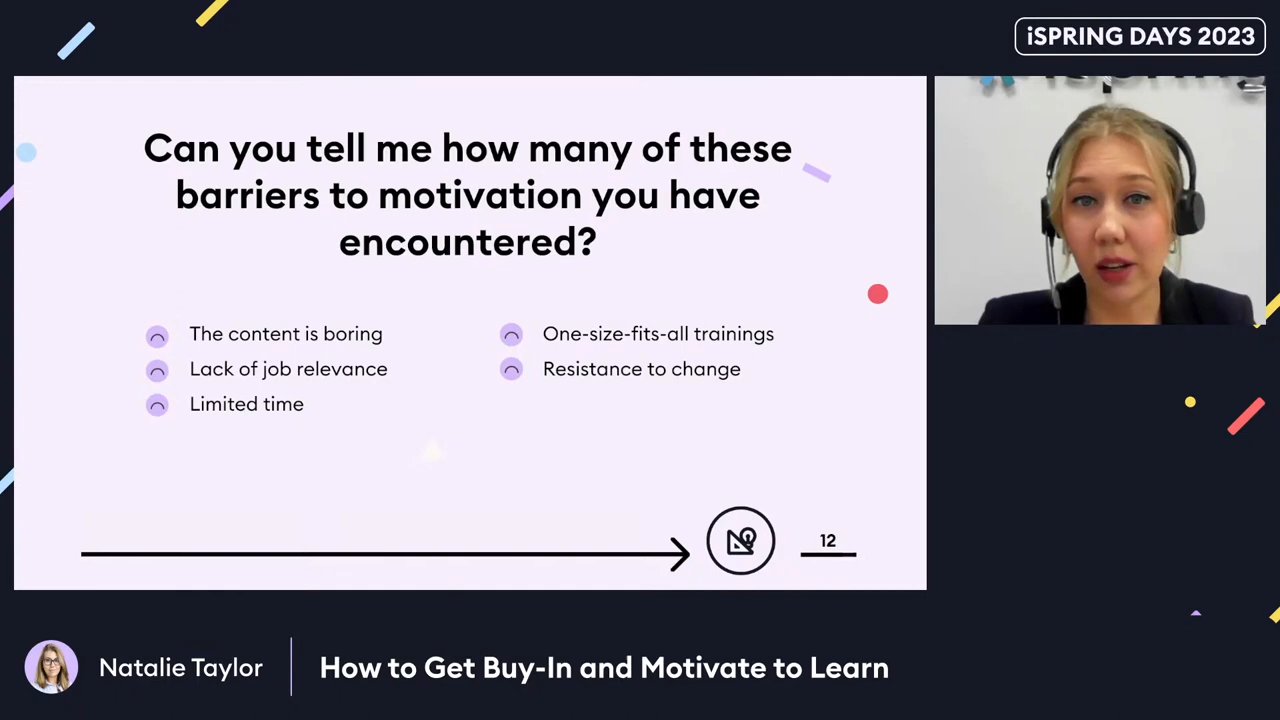 iSPRING DAYS 2023
Can you tell me how many of these
barriers to motivation you have
encountered?
The content is boring
Lack of job relevance
Limited time
One-size-fits-all trainings
Resistance to change
12
Natalie Taylor
How to Get Buy-In and Motivate to Learn